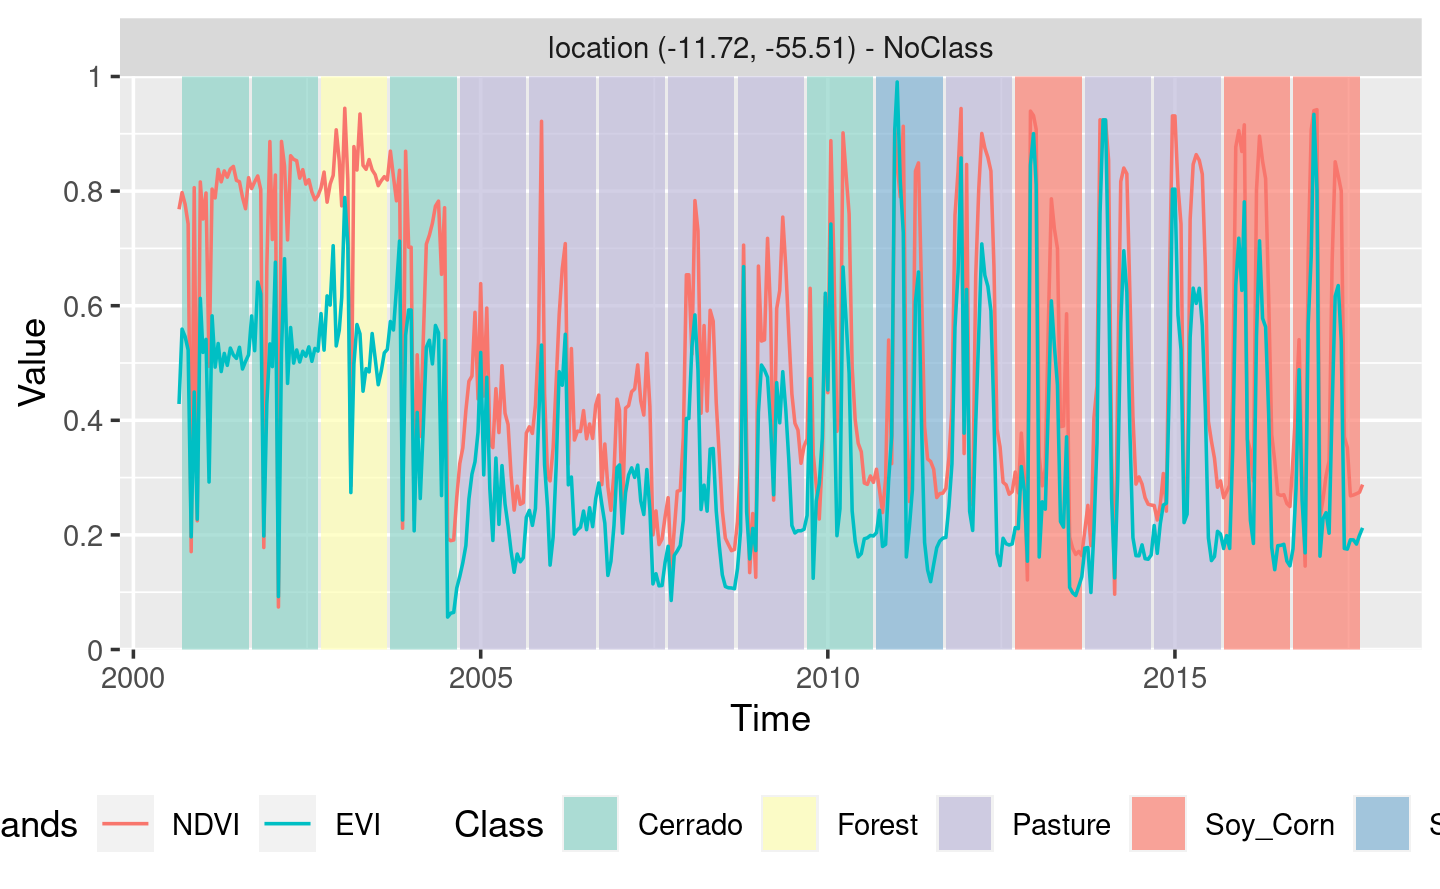 location (-11.72, -55.51) - NoClass
Value
1
0.8
0.6
0.4
0.2
0
2000 2005 2010 2015
Time
ands NDVI EVI Class Cerrado Forest Pasture Soy_Corn